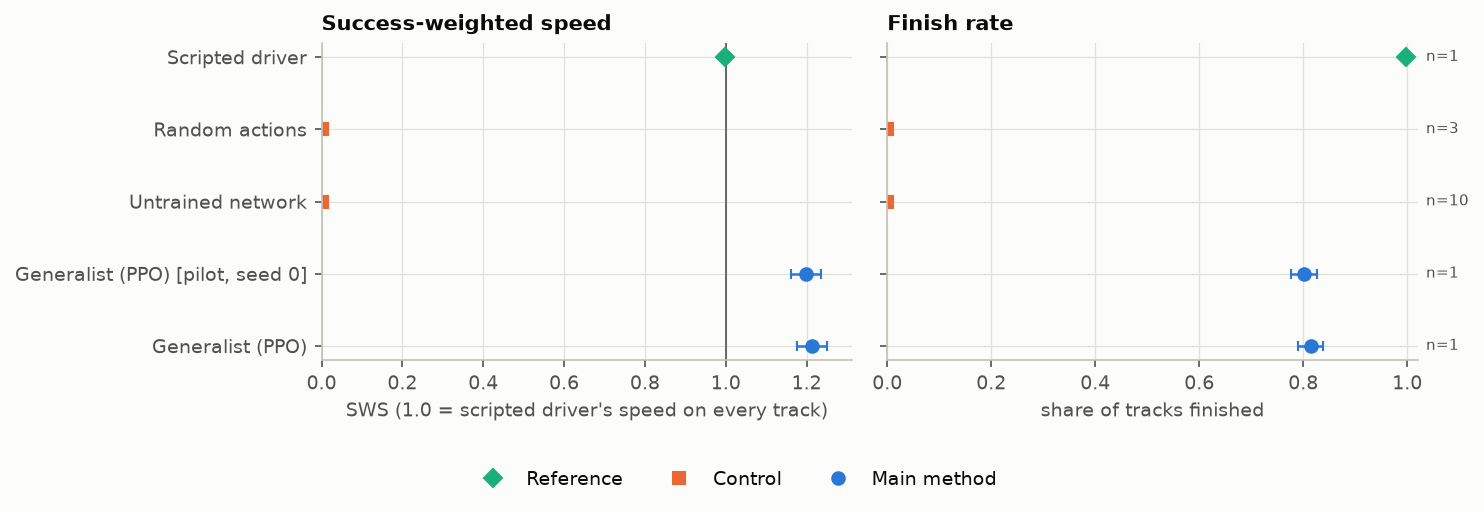 Success-weighted speed
Finish rate
Scripted driver
n=1
Random actions
n=3
Untrained network
n=10
Generalist (PPO) [pilot, seed 0]
n=1
Generalist (PPO)
n=1
0.0 0.2 0.4 0.6 0.8 1.0 1.2
0.0 0.2 0.4 0.6 0.8 1.0
SWS (1.0 = scripted driver's speed on every track)
share of tracks finished
Reference
Control
Main method